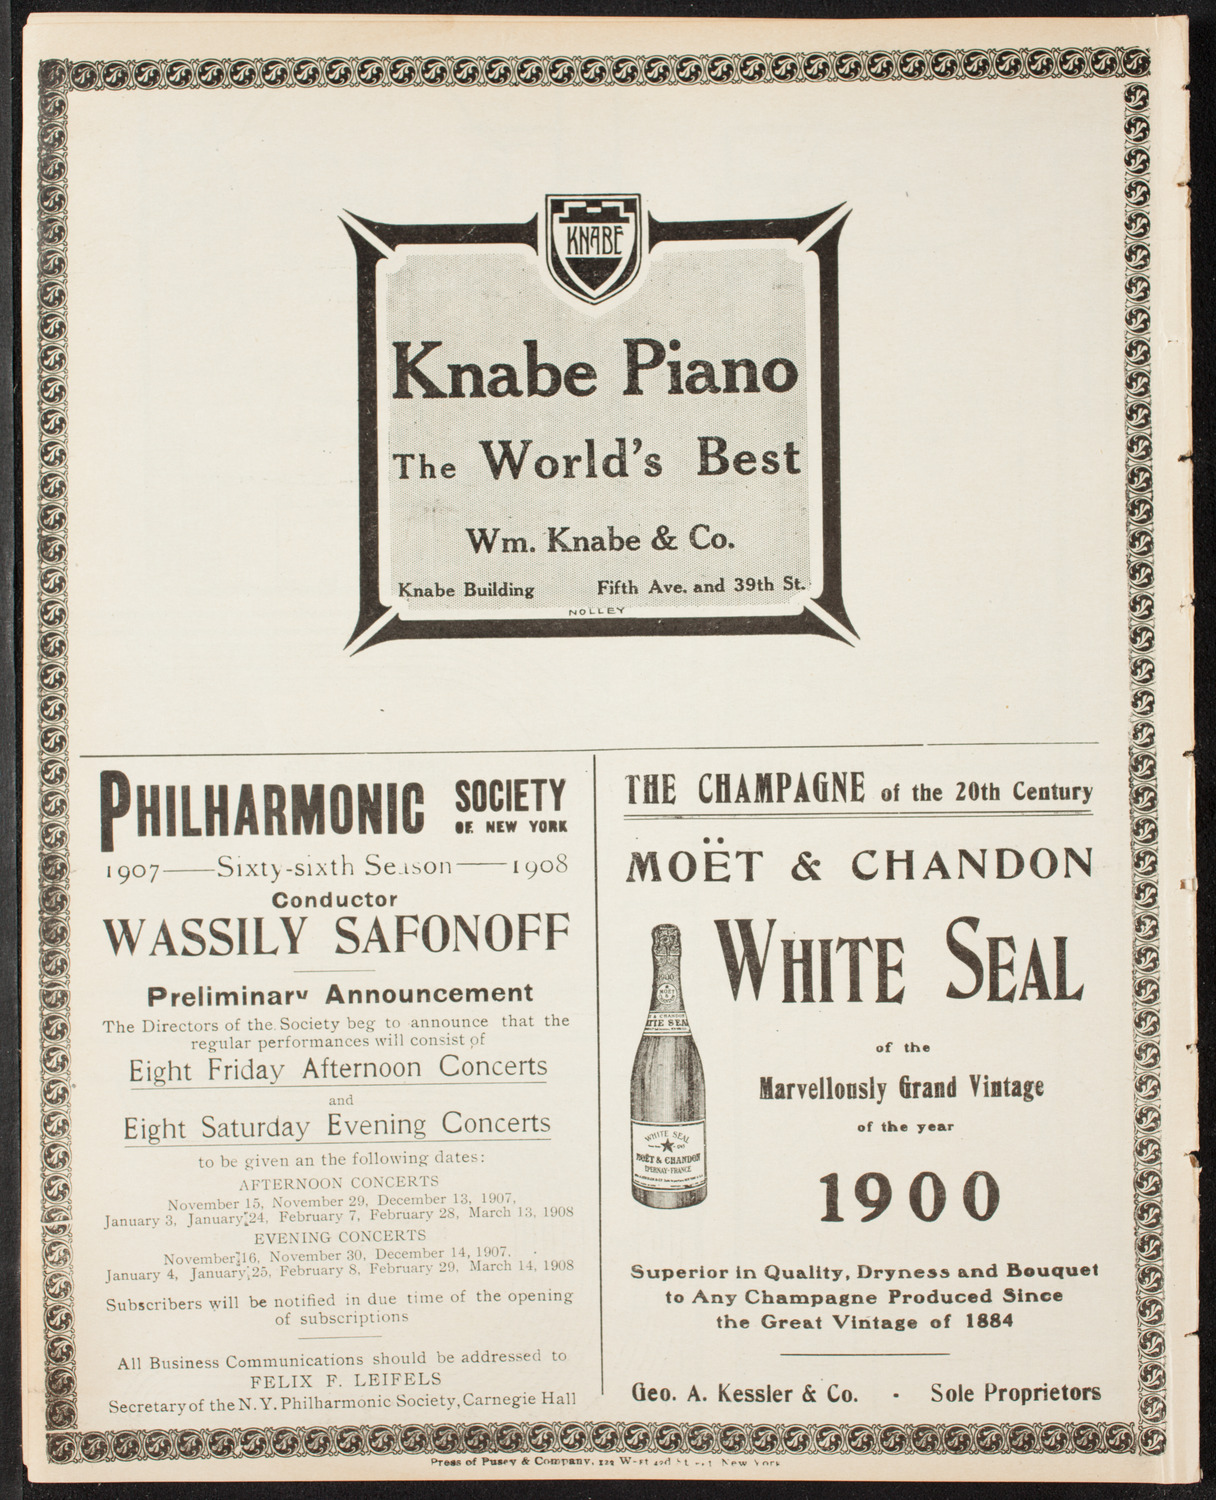 KNABE
Knabe Piano
The World's Best
Wm. Knabe & Co.
Knabe Building Fifth Ave. and 39th St.
NOLLEY
PHILHARMONIC SOCIETY
OF NEW YORK
1907——Sixty-sixth Season——1908
Conductor
WASSILY SAFONOFF
Preliminary Announcement
The Directors of the Society beg to announce that the
regular performances will consist of
Eight Friday Afternoon Concerts
and
Eight Saturday Evening Concerts
to be given an the following dates:
AFTERNOON CONCERTS
November 15, November 29, December 13, 1907,
January 3, January 24, February 7, February 28, March 13, 1908
EVENING CONCERTS
November 16, November 30, December 14, 1907,
January 4, January 25, February 8, February 29, March 14, 1908
Subscribers will be notified in due time of the opening
of subscriptions
All Business Communications should be addressed to
FELIX F. LEIFELS
Secretary of the N. Y. Philharmonic Society, Carnegie Hall
THE CHAMPAGNE of the 20th Century
MOËT & CHANDON
WHITE SEAL
WHITE SEAL
MOËT & CHANDON
EPERNAY-FRANCE
of the
Marvellously Grand Vintage
of the year
1900
Superior in Quality, Dryness and Bouquet
to Any Champagne Produced Since
the Great Vintage of 1884
Geo. A. Kessler & Co. - Sole Proprietors
Press of Pusey & Company, New York